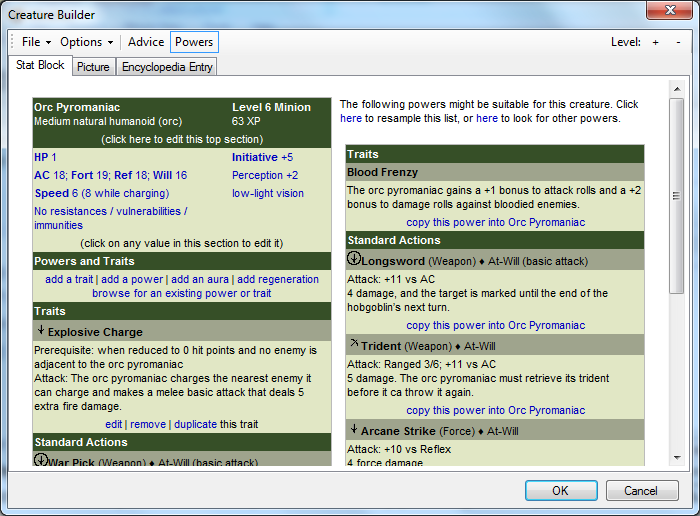 Creature Builder
File Options Advice Powers Level: + -
Stat Block Picture Encyclopedia Entry
Orc Pyromaniac Level 6 Minion
Medium natural humanoid (orc) 63 XP
(click here to edit this top section)
HP 1 Initiative +5
AC 18; Fort 19; Ref 18; Will 16 Perception +2
Speed 6 (8 while charging) low-light vision
No resistances / vulnerabilities /
immunities
(click on any value in this section to edit it)
Powers and Traits
add a trait | add a power | add an aura | add regeneration
browse for an existing power or trait
Traits
Explosive Charge
Prerequisite: when reduced to 0 hit points and no enemy is
adjacent to the orc pyromaniac
Attack: The orc pyromaniac charges the nearest enemy it
can charge and makes a melee basic attack that deals 5
extra fire damage.
edit | remove | duplicate this trait
Standard Actions
War Pick (Weapon) ♦ At-Will (basic attack)
The following powers might be suitable for this creature. Click
here to resample this list, or here to look for other powers.
Traits
Blood Frenzy
The orc pyromaniac gains a +1 bonus to attack rolls and a +2
bonus to damage rolls against bloodied enemies.
copy this power into Orc Pyromaniac
Standard Actions
Longsword (Weapon) ♦ At-Will (basic attack)
Attack: +11 vs AC
4 damage, and the target is marked until the end of the
hobgoblin's next turn.
copy this power into Orc Pyromaniac
Trident (Weapon) ♦ At-Will
Attack: Ranged 3/6; +11 vs AC
5 damage. The orc pyromaniac must retrieve its trident
before it ca throw it again.
copy this power into Orc Pyromaniac
Arcane Strike (Force) ♦ At-Will
Attack: +10 vs Reflex
4 force damage
OK Cancel